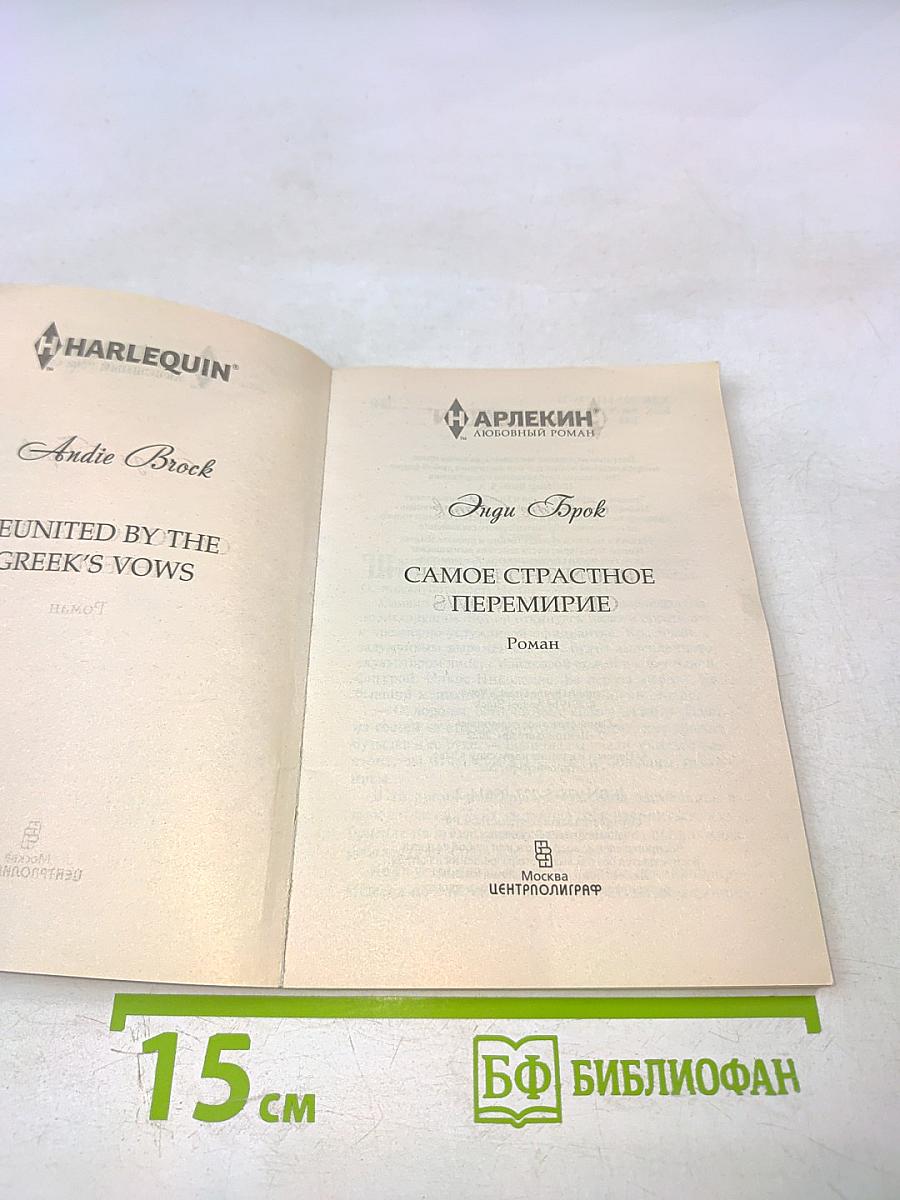 HARLEQUIN®
Andie Brock
EUNITED BY THE
GREEK'S VOWS
АРЛЕКИН®
ЛЮБОВНЫЙ РОМАН
Энди Брок
САМОЕ СТРАСТНОЕ
ПЕРЕМИРИЕ
Роман
Москва
ЦЕНТРПОЛИГРАФ
15 см
БФ БИБЛИОФАН